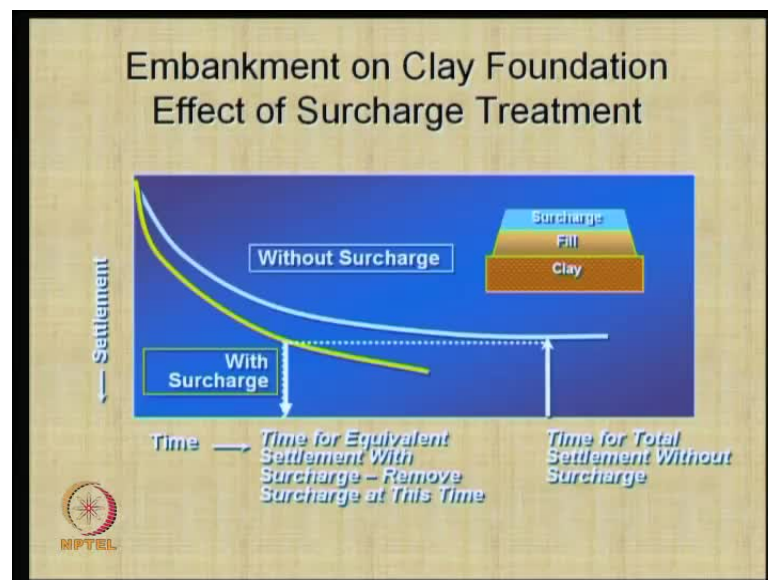 Embankment on Clay Foundation
Effect of Surcharge Treatment
Surcharge
Fill
Clay
Without Surcharge
With
Surcharge
← Settlement
Time →
Time for Equivalent
Settlement With
Surcharge – Remove
Surcharge at This Time
Time for Total
Settlement Without
Surcharge
NPTEL